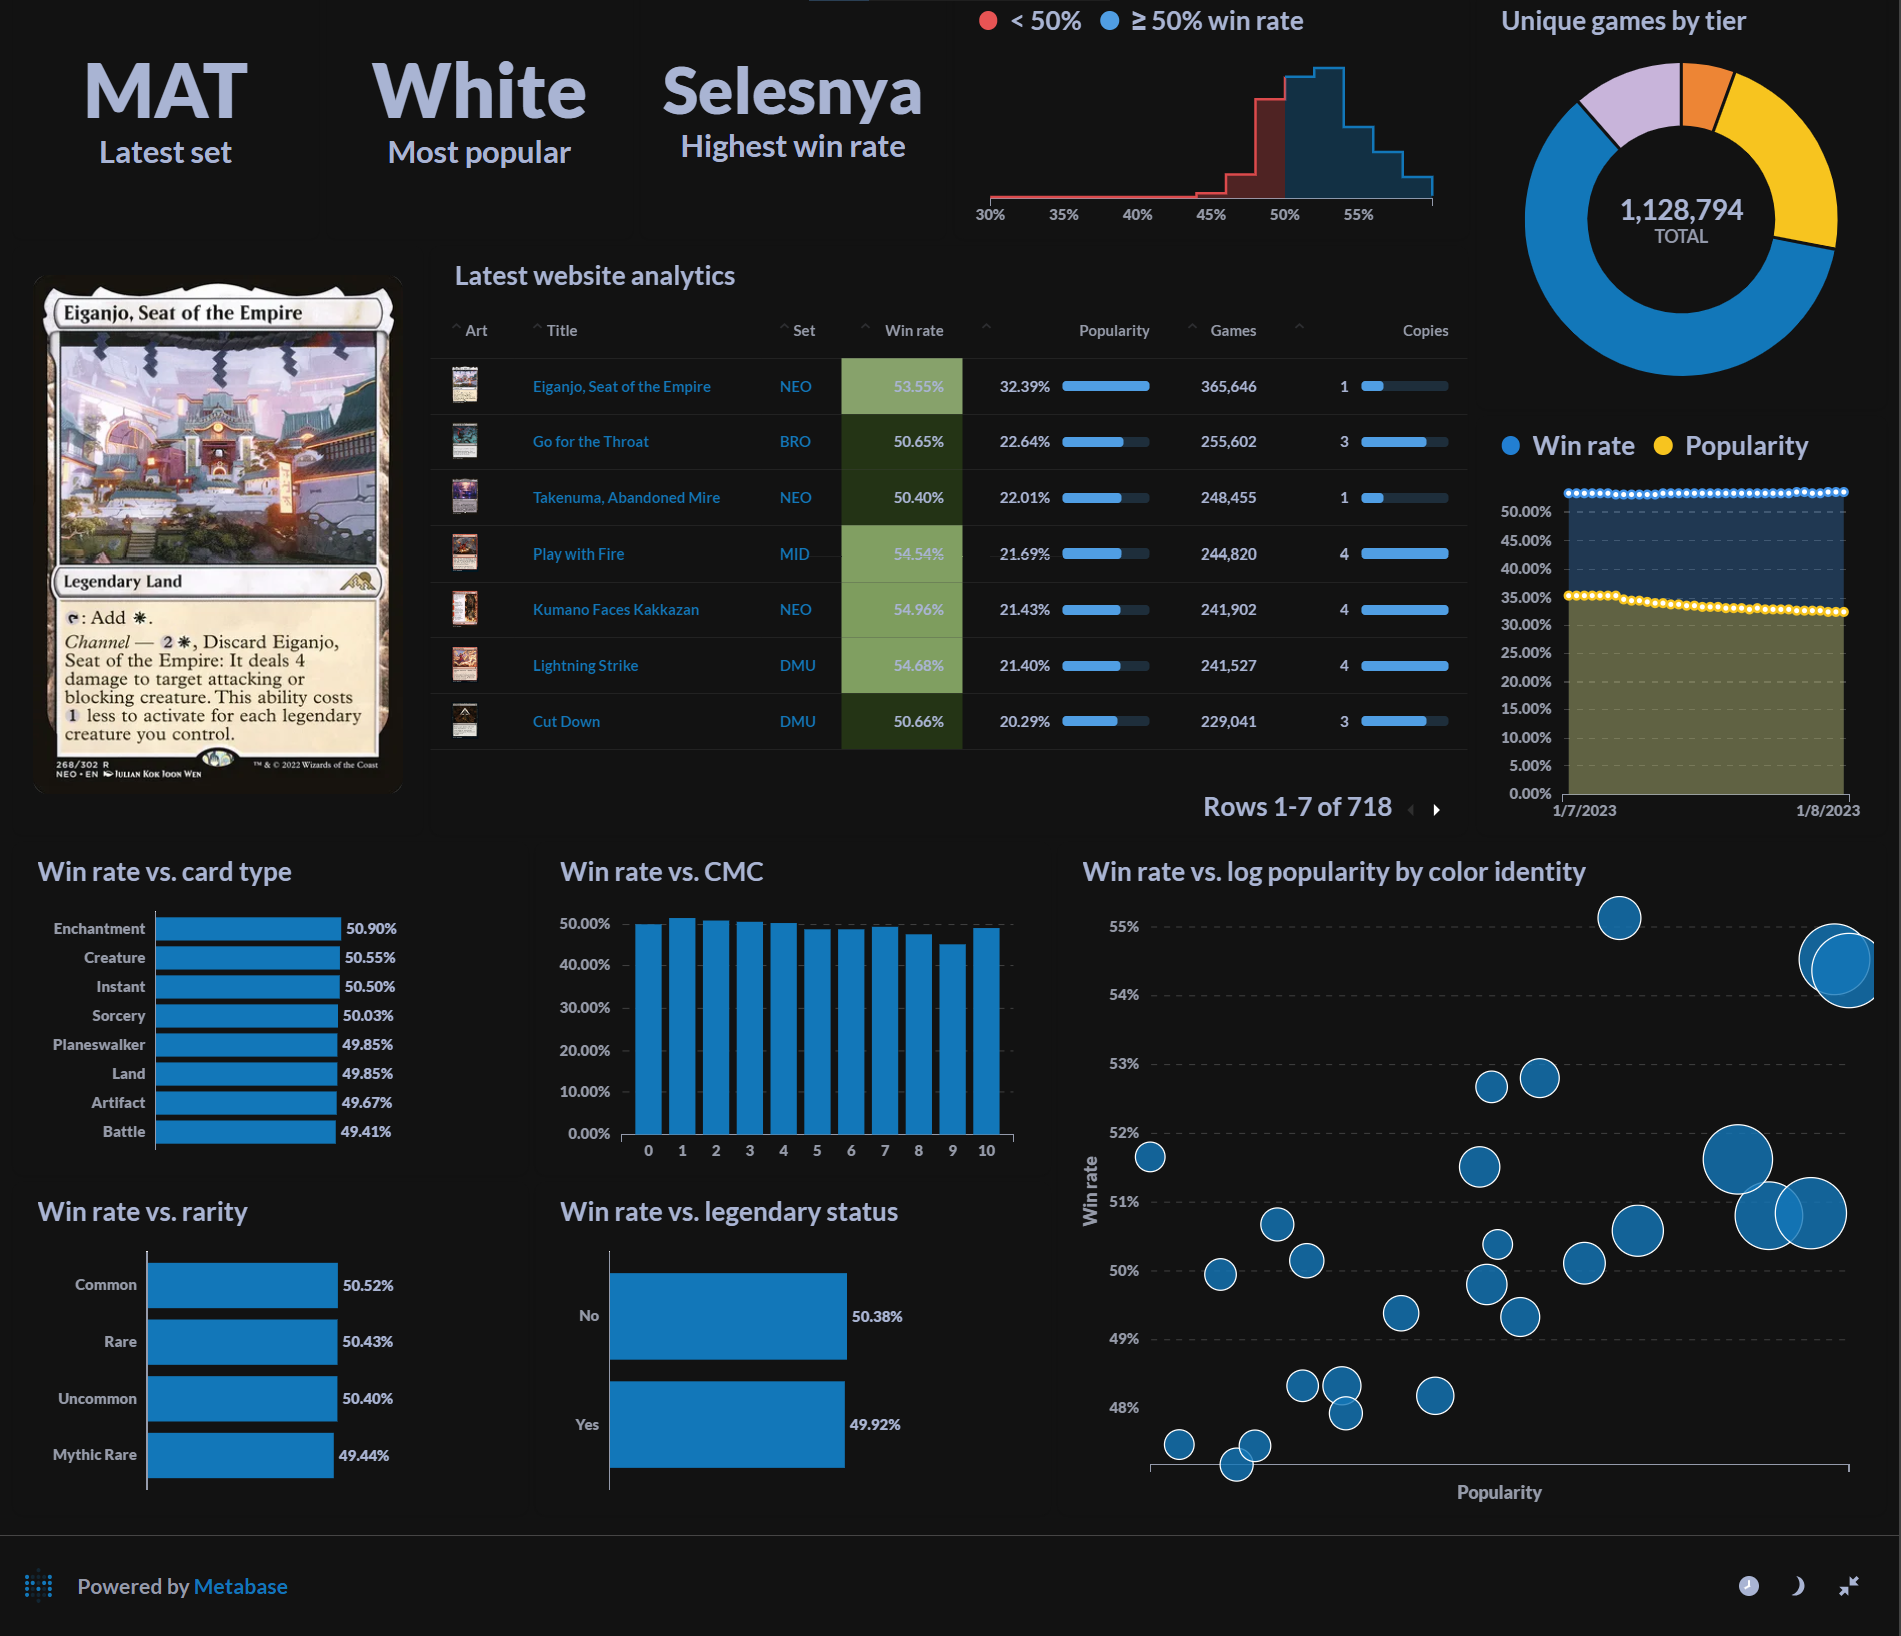 MAT
Latest set
White
Most popular
Selesnya
Highest win rate
< 50% ≥ 50% win rate
30% 35% 40% 45% 50% 55%
Unique games by tier
1,128,794
TOTAL
Eiganjo, Seat of the Empire
Legendary Land
: Add .
Channel — 2 , Discard Eiganjo,
Seat of the Empire: It deals 4
damage to target attacking or
blocking creature. This ability costs
1 less to activate for each legendary
creature you control.
268/302 R
NEO • EN Julian Kok Joon Wen
™ & © 2022 Wizards of the Coast
Latest website analytics
Art Title Set Win rate Popularity Games Copies
Eiganjo, Seat of the Empire NEO 53.55% 32.39% 365,646 1
Go for the Throat BRO 50.65% 22.64% 255,602 3
Takenuma, Abandoned Mire NEO 50.40% 22.01% 248,455 1
Play with Fire MID 54.54% 21.69% 244,820 4
Kumano Faces Kakkazan NEO 54.96% 21.43% 241,902 4
Lightning Strike DMU 54.68% 21.40% 241,527 4
Cut Down DMU 50.66% 20.29% 229,041 3
Rows 1-7 of 718
Win rate Popularity
50.00%
45.00%
40.00%
35.00%
30.00%
25.00%
20.00%
15.00%
10.00%
5.00%
0.00%
1/7/2023 1/8/2023
Win rate vs. card type
Enchantment 50.90%
Creature 50.55%
Instant 50.50%
Sorcery 50.03%
Planeswalker 49.85%
Land 49.85%
Artifact 49.67%
Battle 49.41%
Win rate vs. CMC
50.00%
40.00%
30.00%
20.00%
10.00%
0.00%
0 1 2 3 4 5 6 7 8 9 10
Win rate vs. log popularity by color identity
55%
54%
53%
52%
51%
50%
49%
48%
Win rate
Popularity
Win rate vs. rarity
Common 50.52%
Rare 50.43%
Uncommon 50.40%
Mythic Rare 49.44%
Win rate vs. legendary status
No 50.38%
Yes 49.92%
Powered by Metabase